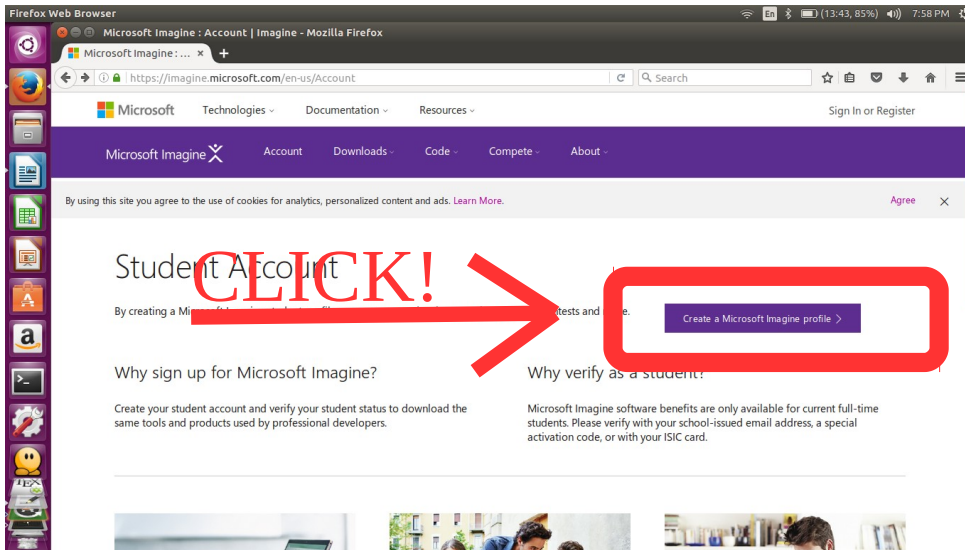 Firefox Web Browser
En
(13:43, 85%)
7:58 PM
Microsoft Imagine : Account | Imagine - Mozilla Firefox
Microsoft Imagine : ...
https://imagine.microsoft.com/en-us/Account
Search
Microsoft
Technologies
Documentation
Resources
Sign In or Register
Microsoft Imagine
Account
Downloads
Code
Compete
About
By using this site you agree to the use of cookies for analytics, personalized content and ads. Learn More.
Agree
Student Account
CLICK!
By creating a
and
Create a Microsoft Imagine profile
Why sign up for Microsoft Imagine?
Create your student account and verify your student status to download the
same tools and products used by professional developers.
Why verify as a student?
Microsoft Imagine software benefits are only available for current full-time
students. Please verify with your school-issued email address, a special
activation code, or with your ISIC card.